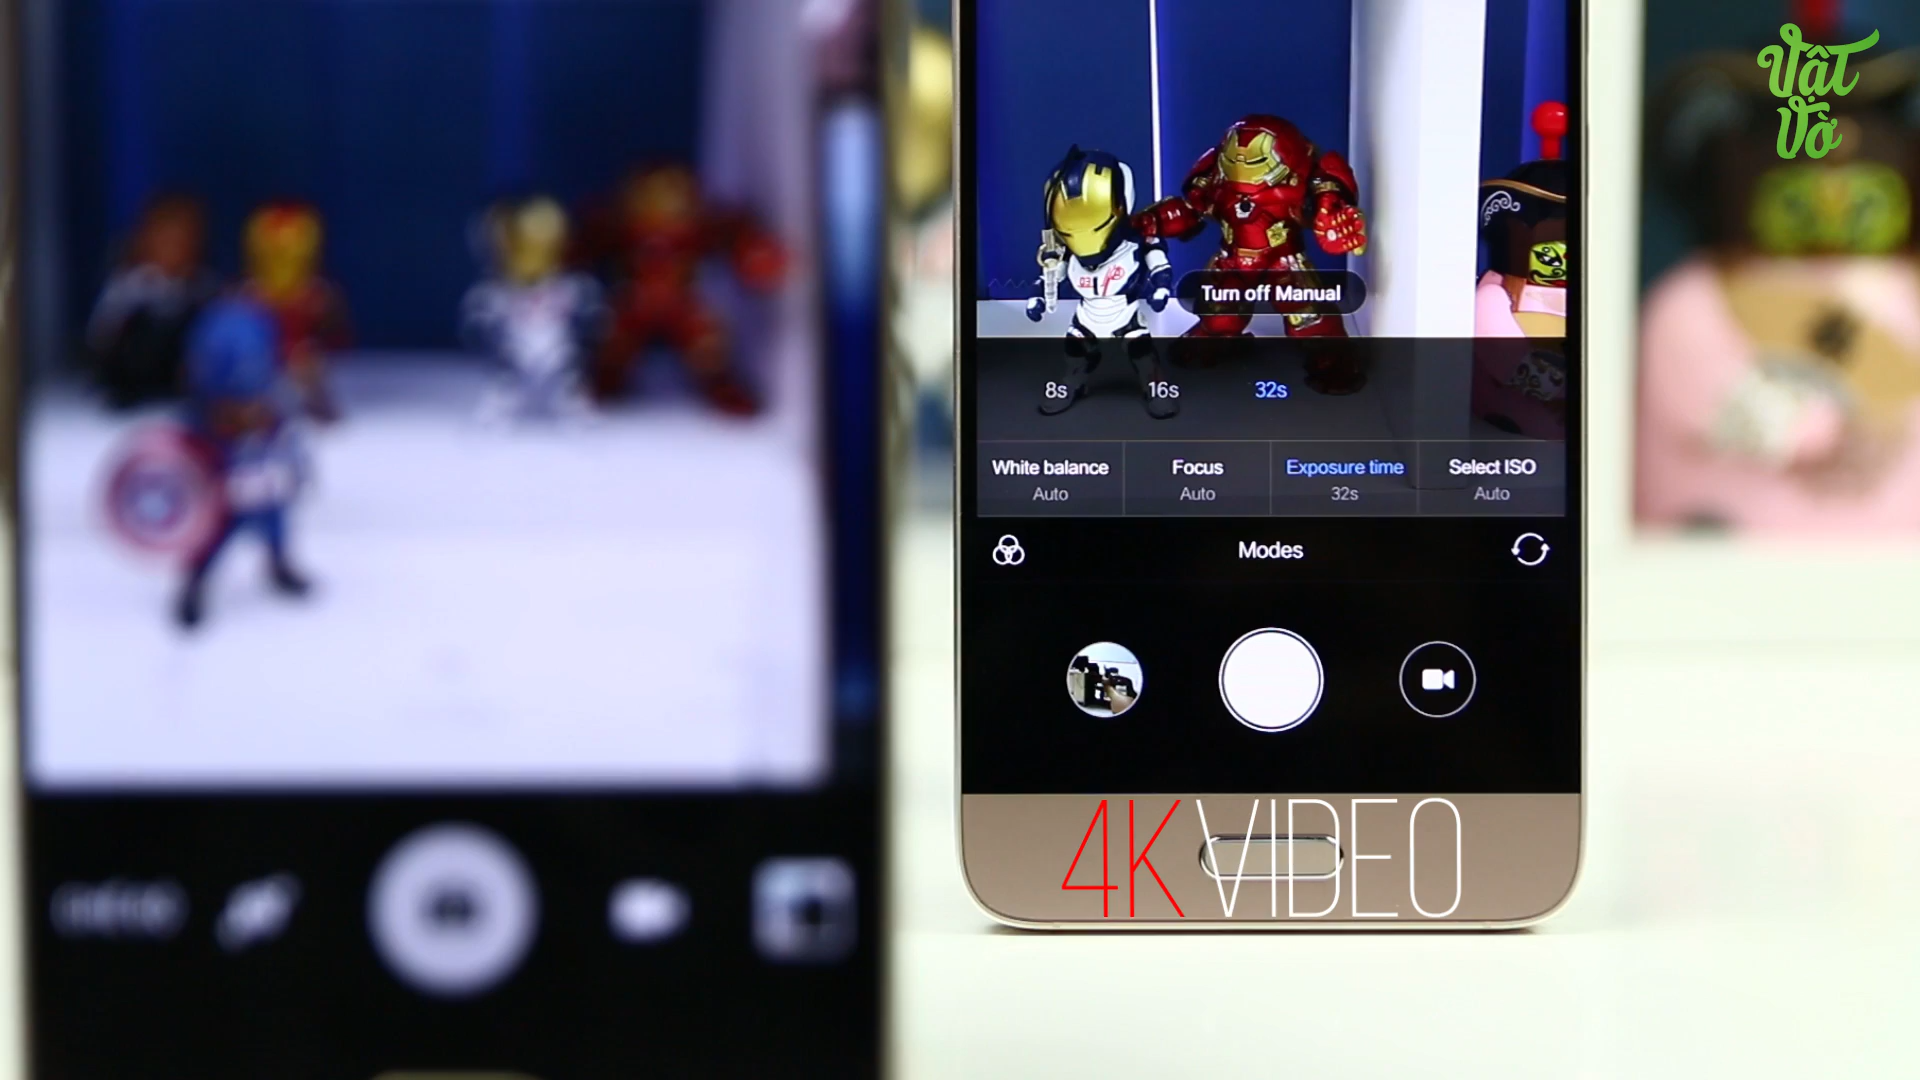 Vật
Vờ
Turn off Manual
8s 16s 32s
White balance Focus Exposure time Select ISO
Auto Auto 32s Auto
Modes
4K VIDEO